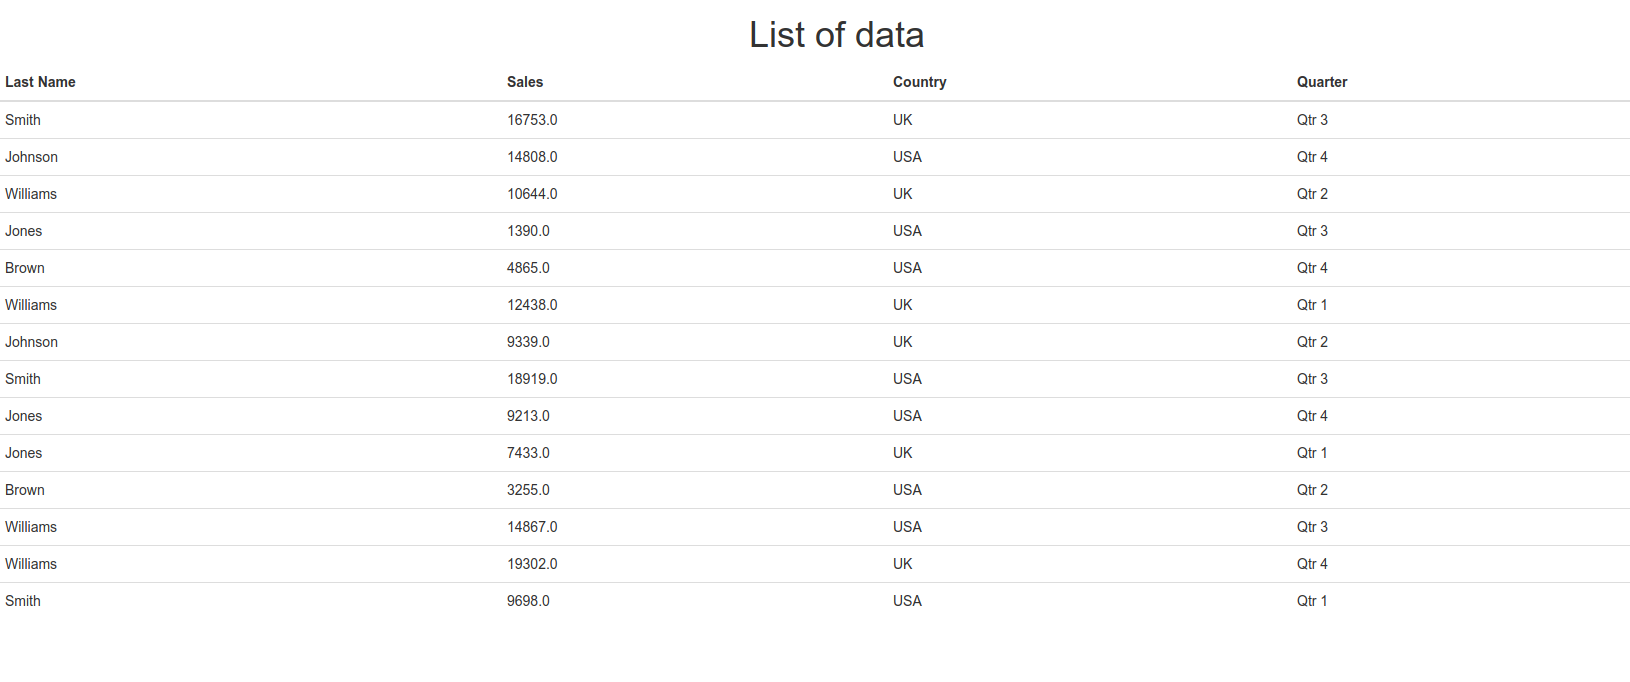 List of data
Last Name Sales Country Quarter
Smith 16753.0 UK Qtr 3
Johnson 14808.0 USA Qtr 4
Williams 10644.0 UK Qtr 2
Jones 1390.0 USA Qtr 3
Brown 4865.0 USA Qtr 4
Williams 12438.0 UK Qtr 1
Johnson 9339.0 UK Qtr 2
Smith 18919.0 USA Qtr 3
Jones 9213.0 USA Qtr 4
Jones 7433.0 UK Qtr 1
Brown 3255.0 USA Qtr 2
Williams 14867.0 USA Qtr 3
Williams 19302.0 UK Qtr 4
Smith 9698.0 USA Qtr 1